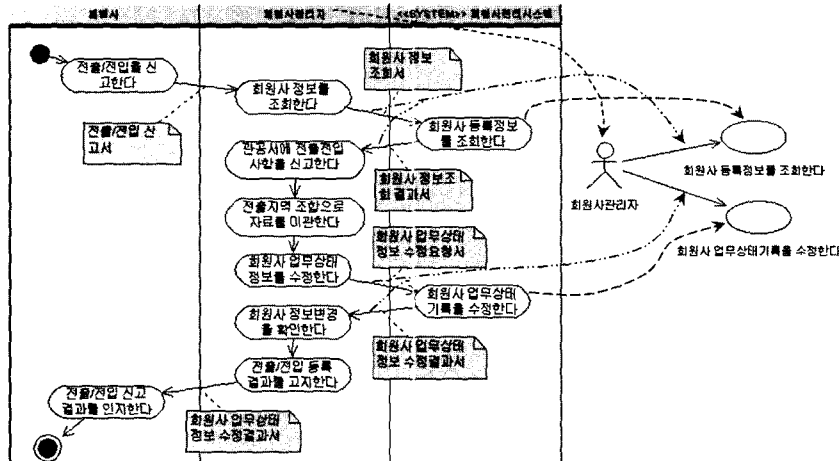 회원사
회원사관리자
<<SYSTEM>> 회원사관리시스템
전출/전입을 신
고한다
회원사 정보
조회서
회원사 정보를
조회한다
전출/전입 신
고서
회원사 등록정보
를 조회한다
관공서에 전출전입
사항을 신고한다
회원사 정보조
회 결과서
전출지역 조합으로
자료를 이관한다
회원사 업무상태
정보 수정요청서
회원사 업무상태
정보를 수정한다
회원사 업무상태
기록을 수정한다
회원사 정보변경
을 확인한다
회원사 업무상태
정보 수정결과서
전출/전입 등록
결과를 고지한다
전출/전입 신고
결과를 인지한다
회원사 업무상태
정보 수정결과서
회원사관리자
회원사 등록정보를 조회한다
회원사 업무상태기록을 수정한다